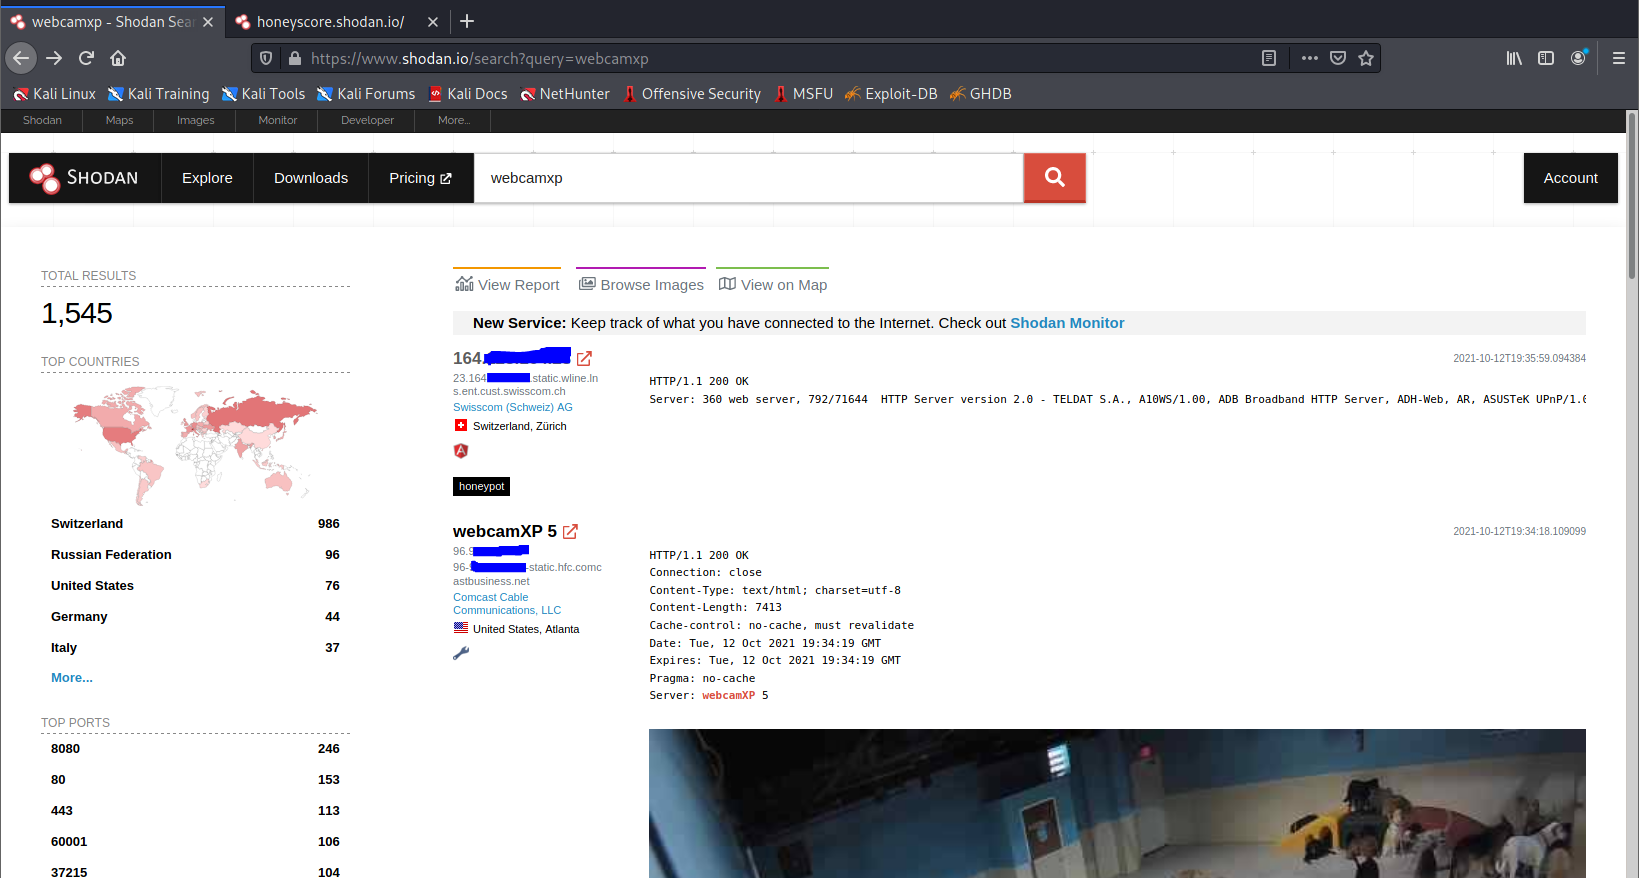 webcamxp - Shodan Sear
honeyscore.shodan.io/
https://www.shodan.io/search?query=webcamxp
Kali Linux Kali Training Kali Tools Kali Forums Kali Docs NetHunter Offensive Security MSFU Exploit-DB GHDB
Shodan Maps Images Monitor Developer More...
SHODAN Explore Downloads Pricing webcamxp Account
TOTAL RESULTS
1,545
TOP COUNTRIES
Switzerland 986
Russian Federation 96
United States 76
Germany 44
Italy 37
More...
TOP PORTS
8080 246
80 153
443 113
60001 106
37215 104
View Report Browse Images View on Map
New Service: Keep track of what you have connected to the Internet. Check out Shodan Monitor
164.
2021-10-12T19:35:59.094384
23.164 .static.wline.ln
s.ent.cust.swisscom.ch
Swisscom (Schweiz) AG
Switzerland, Zürich
honeypot
HTTP/1.1 200 OK
Server: 360 web server, 792/71644  HTTP Server version 2.0 - TELDAT S.A., A10WS/1.00, ADB Broadband HTTP Server, ADH-Web, AR, ASUSTeK UPnP/1.0
webcamXP 5
2021-10-12T19:34:18.109099
96.9
96- -static.hfc.comc
astbusiness.net
Comcast Cable
Communications, LLC
United States, Atlanta
HTTP/1.1 200 OK
Connection: close
Content-Type: text/html; charset=utf-8
Content-Length: 7413
Cache-control: no-cache, must revalidate
Date: Tue, 12 Oct 2021 19:34:19 GMT
Expires: Tue, 12 Oct 2021 19:34:19 GMT
Pragma: no-cache
Server: webcamXP 5